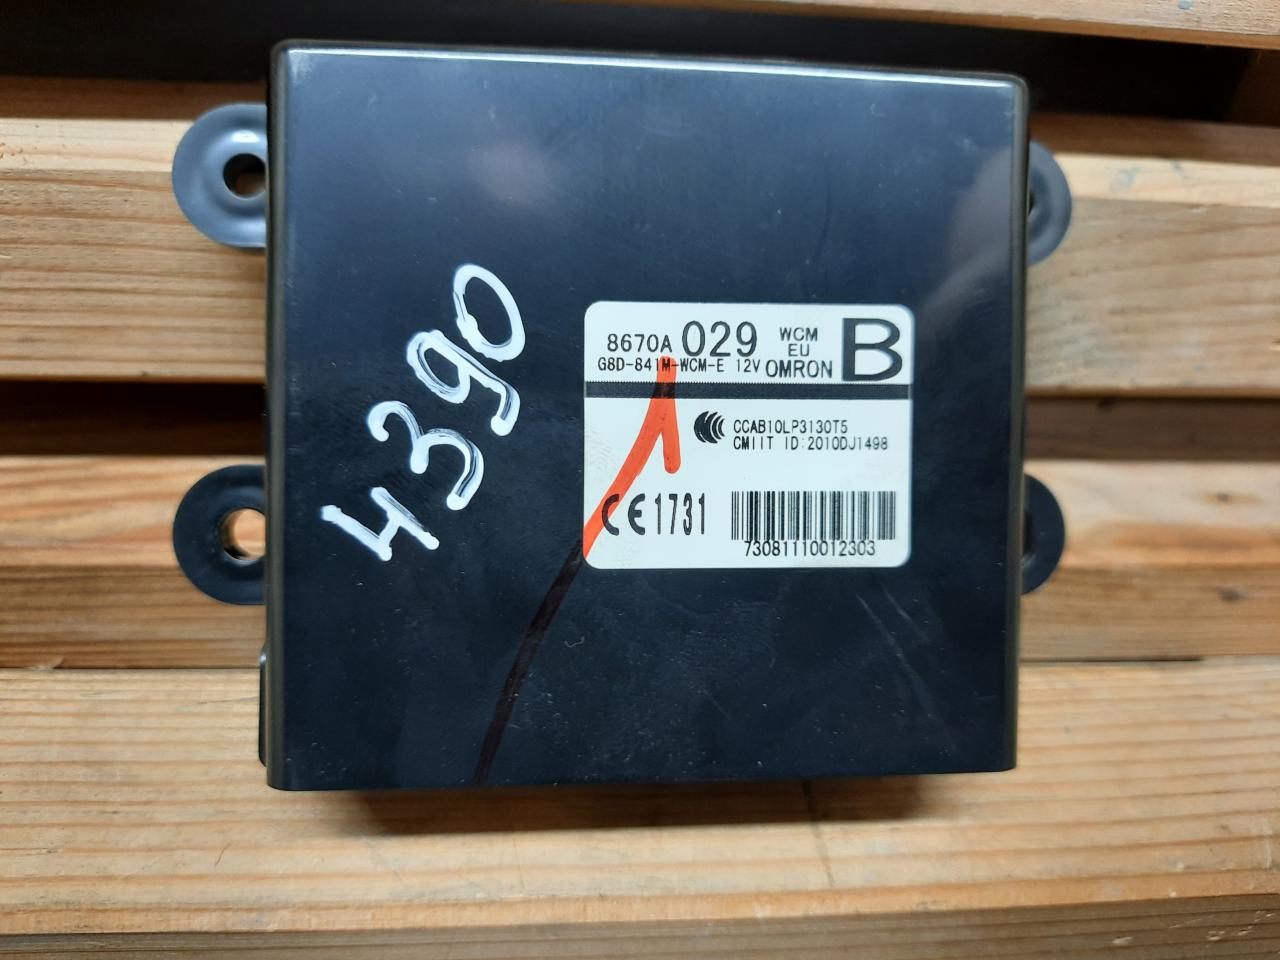 4390
8670A 029 WCM EU B
G8D-841M-WCM-E 12V OMRON
CCAB10LP3130T5
CMIIT ID:2010DJ1498
CE1731
73081110012303